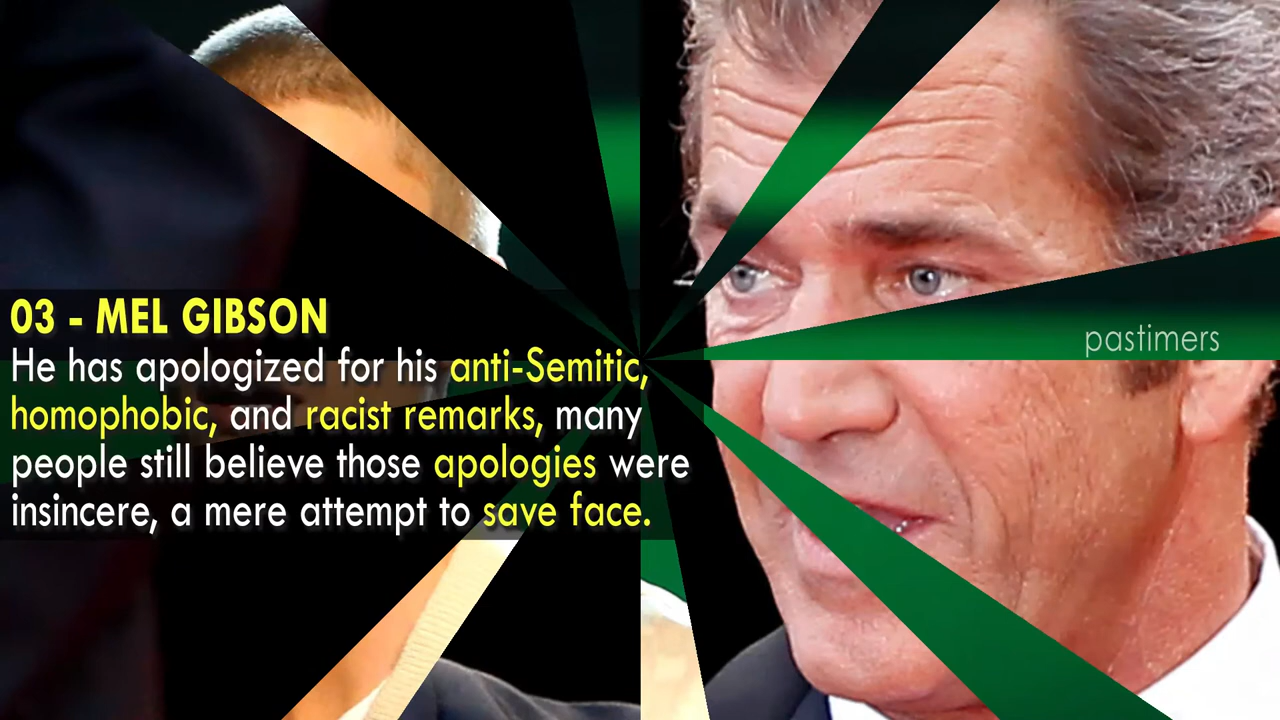 03 - MEL GIBSON
He has apologized for his anti-Semitic,
homophobic, and racist remarks, many
people still believe those apologies were
insincere, a mere attempt to save face.
pastimers